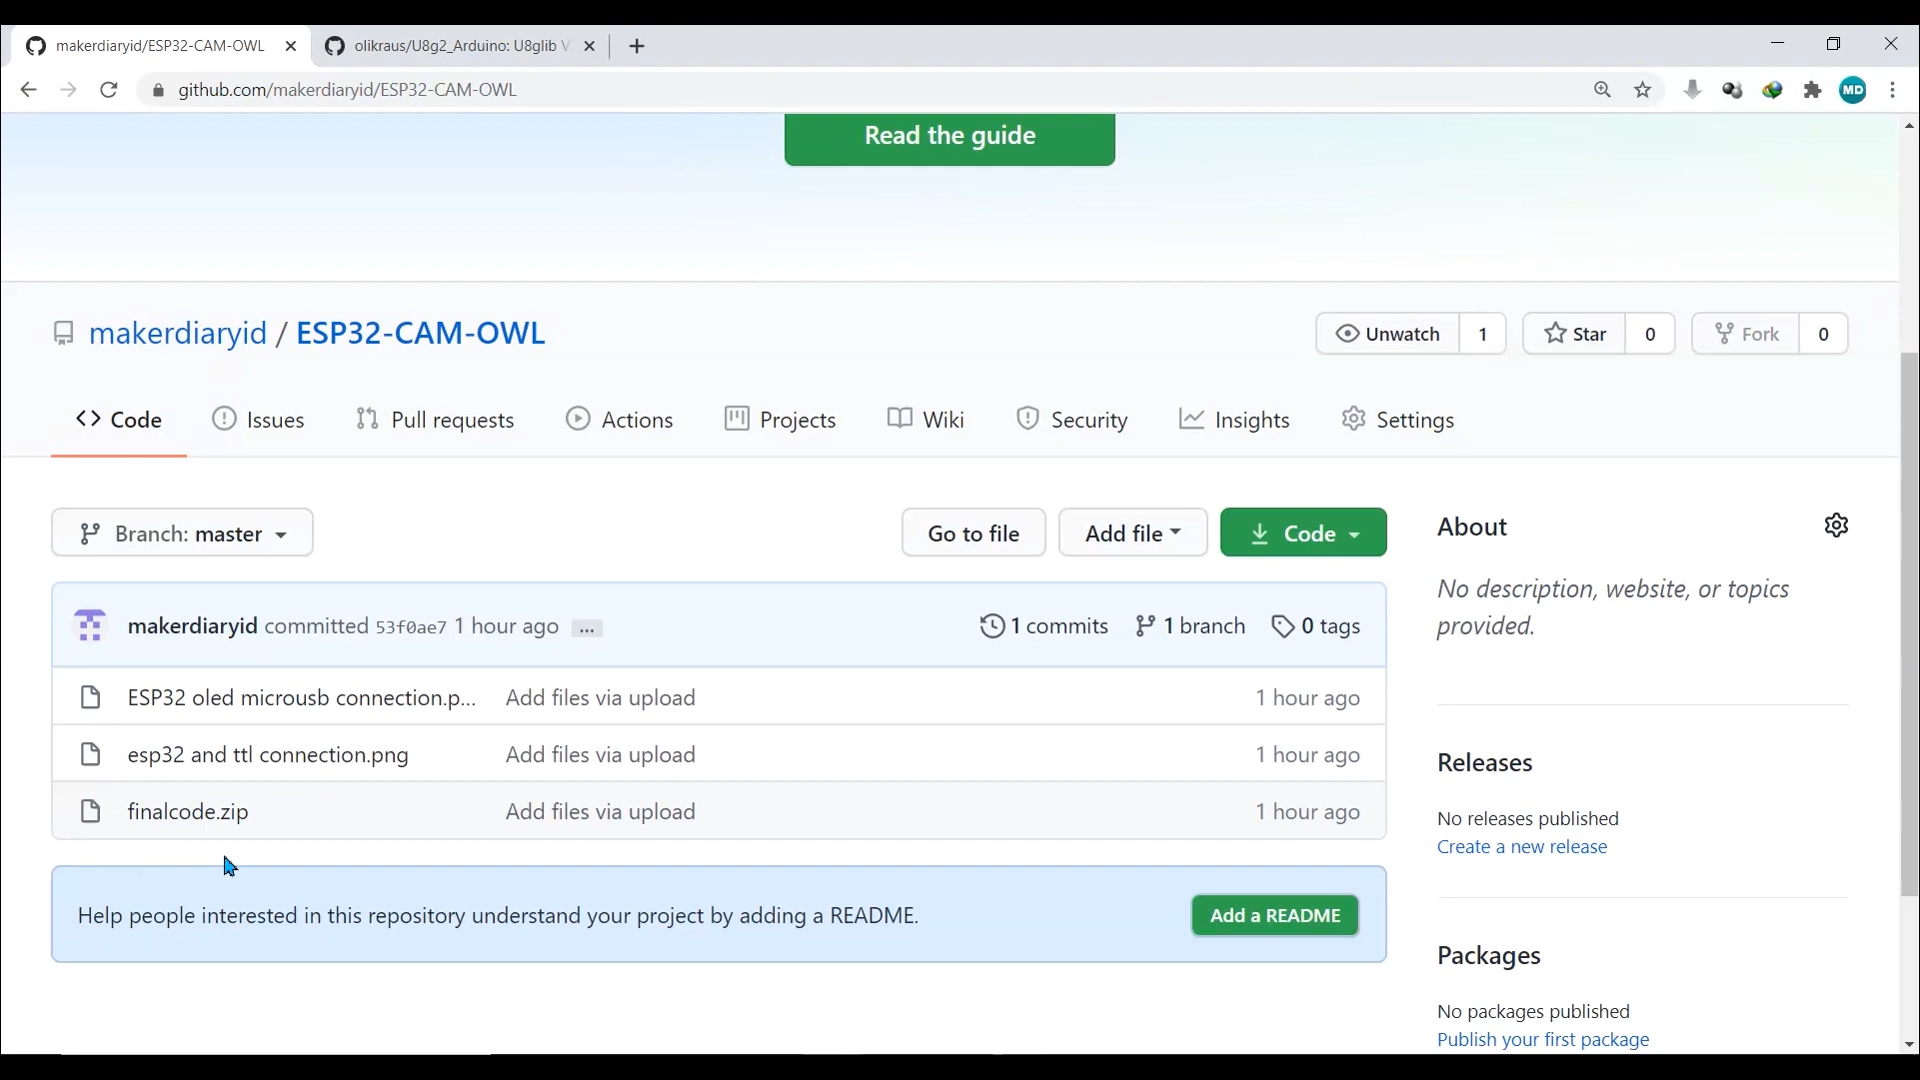 makerdiaryid/ESP32-CAM-OWL
olikraus/U8g2_Arduino: U8glib V
github.com/makerdiaryid/ESP32-CAM-OWL
MD
Read the guide
makerdiaryid / ESP32-CAM-OWL
Unwatch 1
Star 0
Fork 0
Code
Issues
Pull requests
Actions
Projects
Wiki
Security
Insights
Settings
Branch: master
Go to file
Add file
Code
About
No description, website, or topics
provided.
makerdiaryid committed 53f0ae7 1 hour ago ...
1 commits
1 branch
0 tags
ESP32 oled microusb connection.p... Add files via upload 1 hour ago
esp32 and ttl connection.png Add files via upload 1 hour ago
finalcode.zip Add files via upload 1 hour ago
Releases
No releases published
Create a new release
Help people interested in this repository understand your project by adding a README.
Add a README
Packages
No packages published
Publish your first package